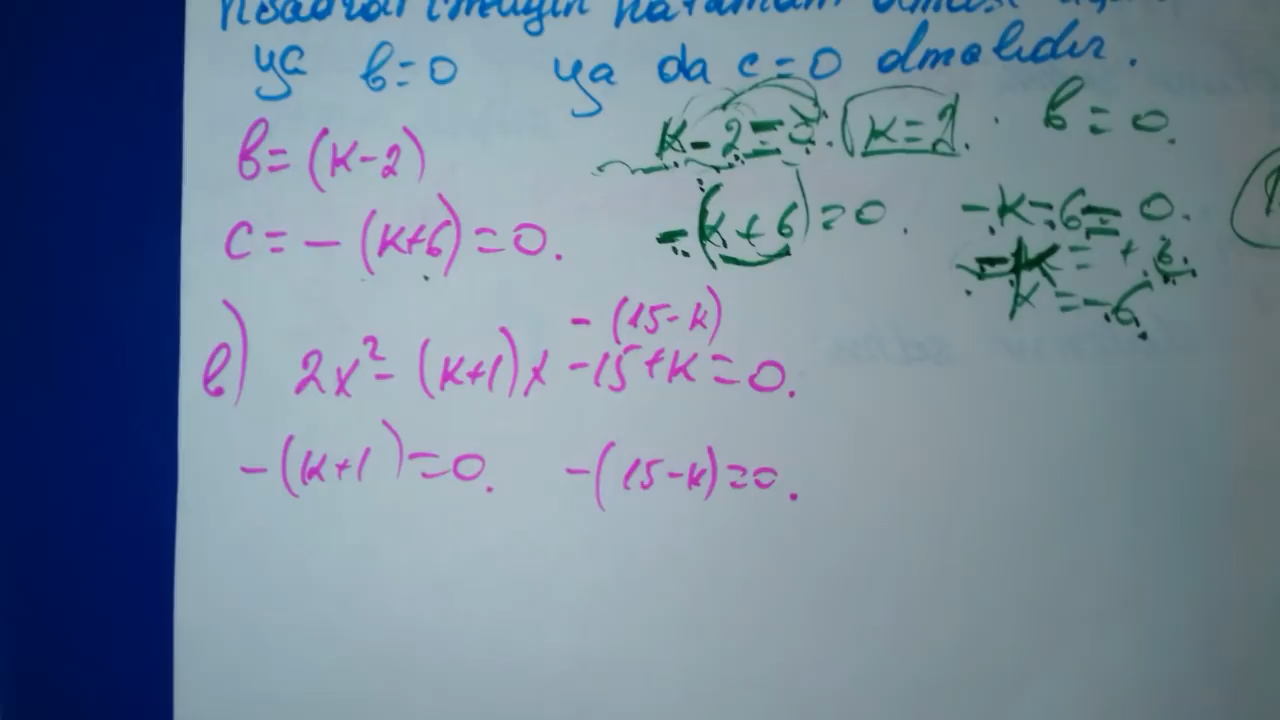 ya b=0 ya da c=0 olmalıdır.
b=(k-2)
k-2=0. k=2. b=0.
c=-(k+6)=0.
-(k+6)=0.
-k-6=0.
-k=+6.
k=-6.
-(15-k)
b) 2x²-(k+1)x-15+k=0.
-(k+1)=0. -(15-k)=0.